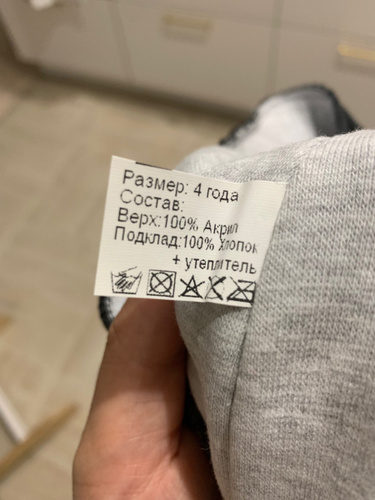 Размер: 4 года
Состав:
Верх:100% Акрил
Подклад:100% Хлопок
+ утеплитель